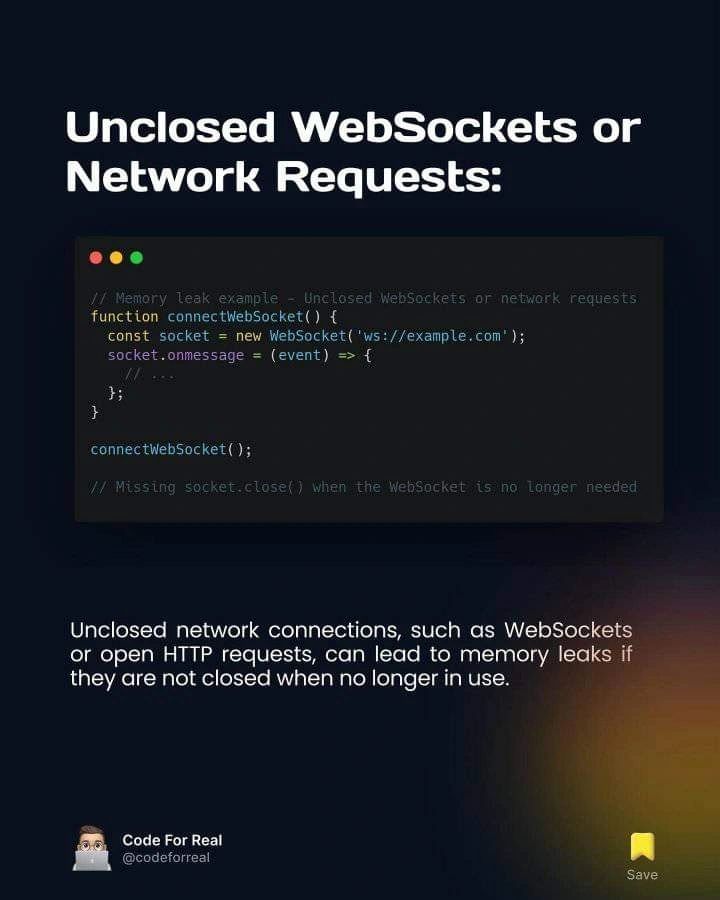 Unclosed WebSockets or
Network Requests:
// Memory leak example - Unclosed WebSockets or network requests
function connectWebSocket() {
  const socket = new WebSocket('ws://example.com');
  socket.onmessage = (event) => {
    // ...
  };
}
connectWebSocket();
// Missing socket.close() when the WebSocket is no longer needed
Unclosed network connections, such as WebSockets
or open HTTP requests, can lead to memory leaks if
they are not closed when no longer in use.
Code For Real
@codeforreal
Save